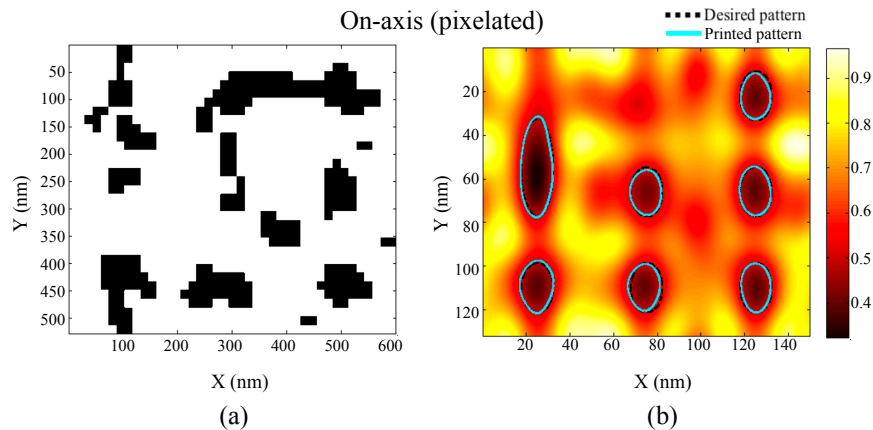 On-axis (pixelated)
Desired pattern
Printed pattern
50
100
150
200
250
300
350
400
450
500
Y (nm)
100 200 300 400 500 600
X (nm)
(a)
20
40
60
80
100
120
Y (nm)
20 40 60 80 100 120 140
X (nm)
(b)
0.9
0.8
0.7
0.6
0.5
0.4